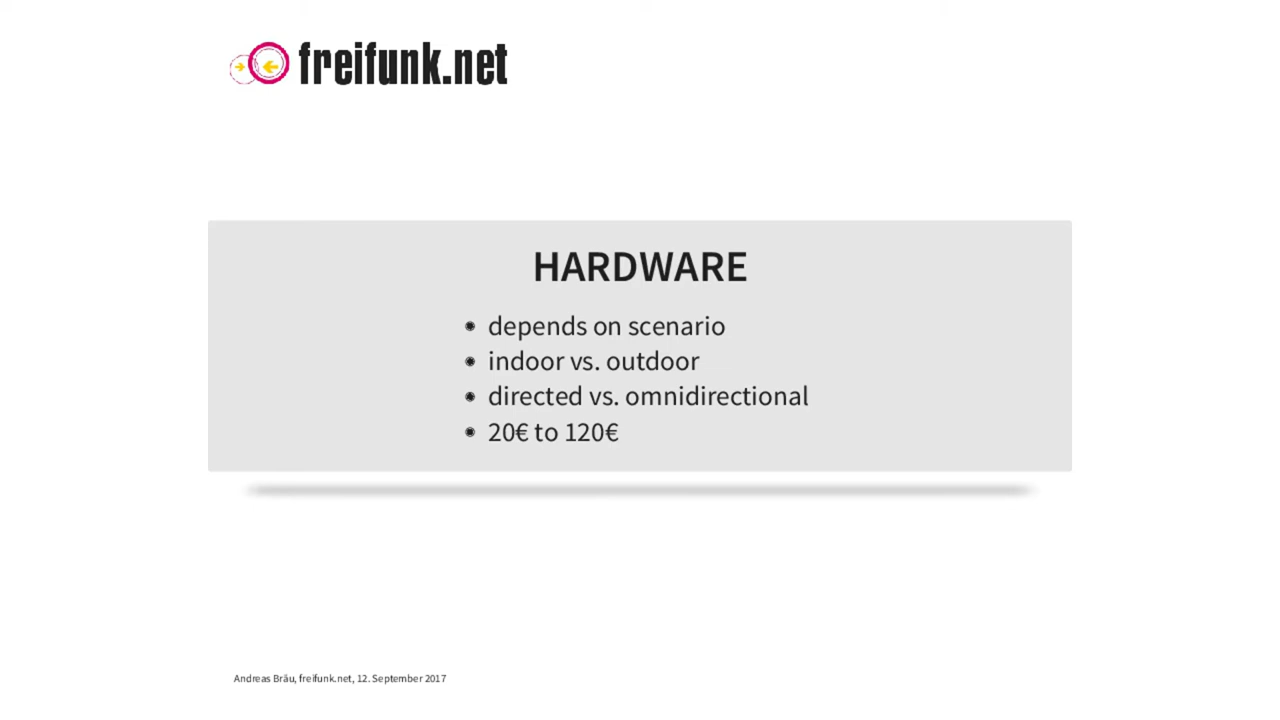 freifunk.net
HARDWARE
depends on scenario
indoor vs. outdoor
directed vs. omnidirectional
20€ to 120€
Andreas Bräu, freifunk.net, 12. September 2017